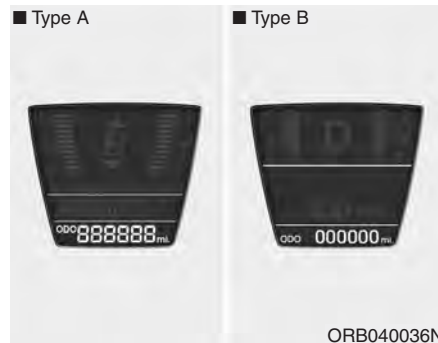 ■ Type A
■ Type B
ODO 888888 mi.
ODO 000000 mi.
ORB040036N